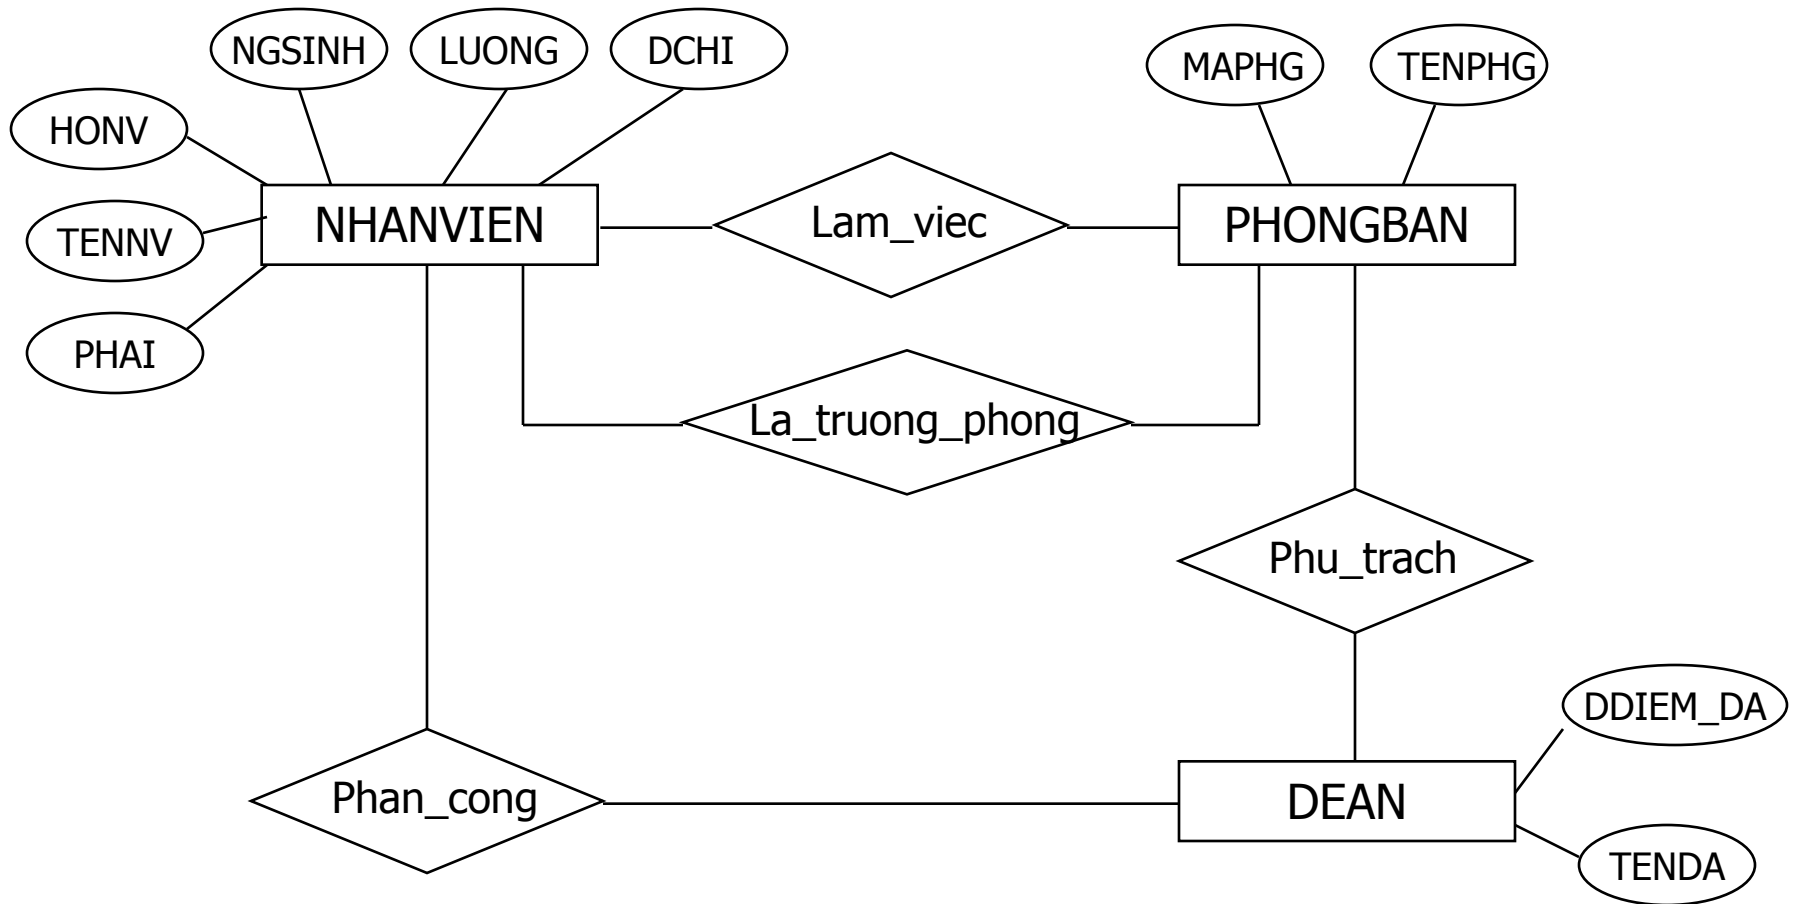 NGSINH
LUONG
DCHI
MAPHG
TENPHG
HONV
TENNV
NHANVIEN
Lam_viec
PHONGBAN
PHAI
La_truong_phong
Phu_trach
DDIEM_DA
Phan_cong
DEAN
TENDA